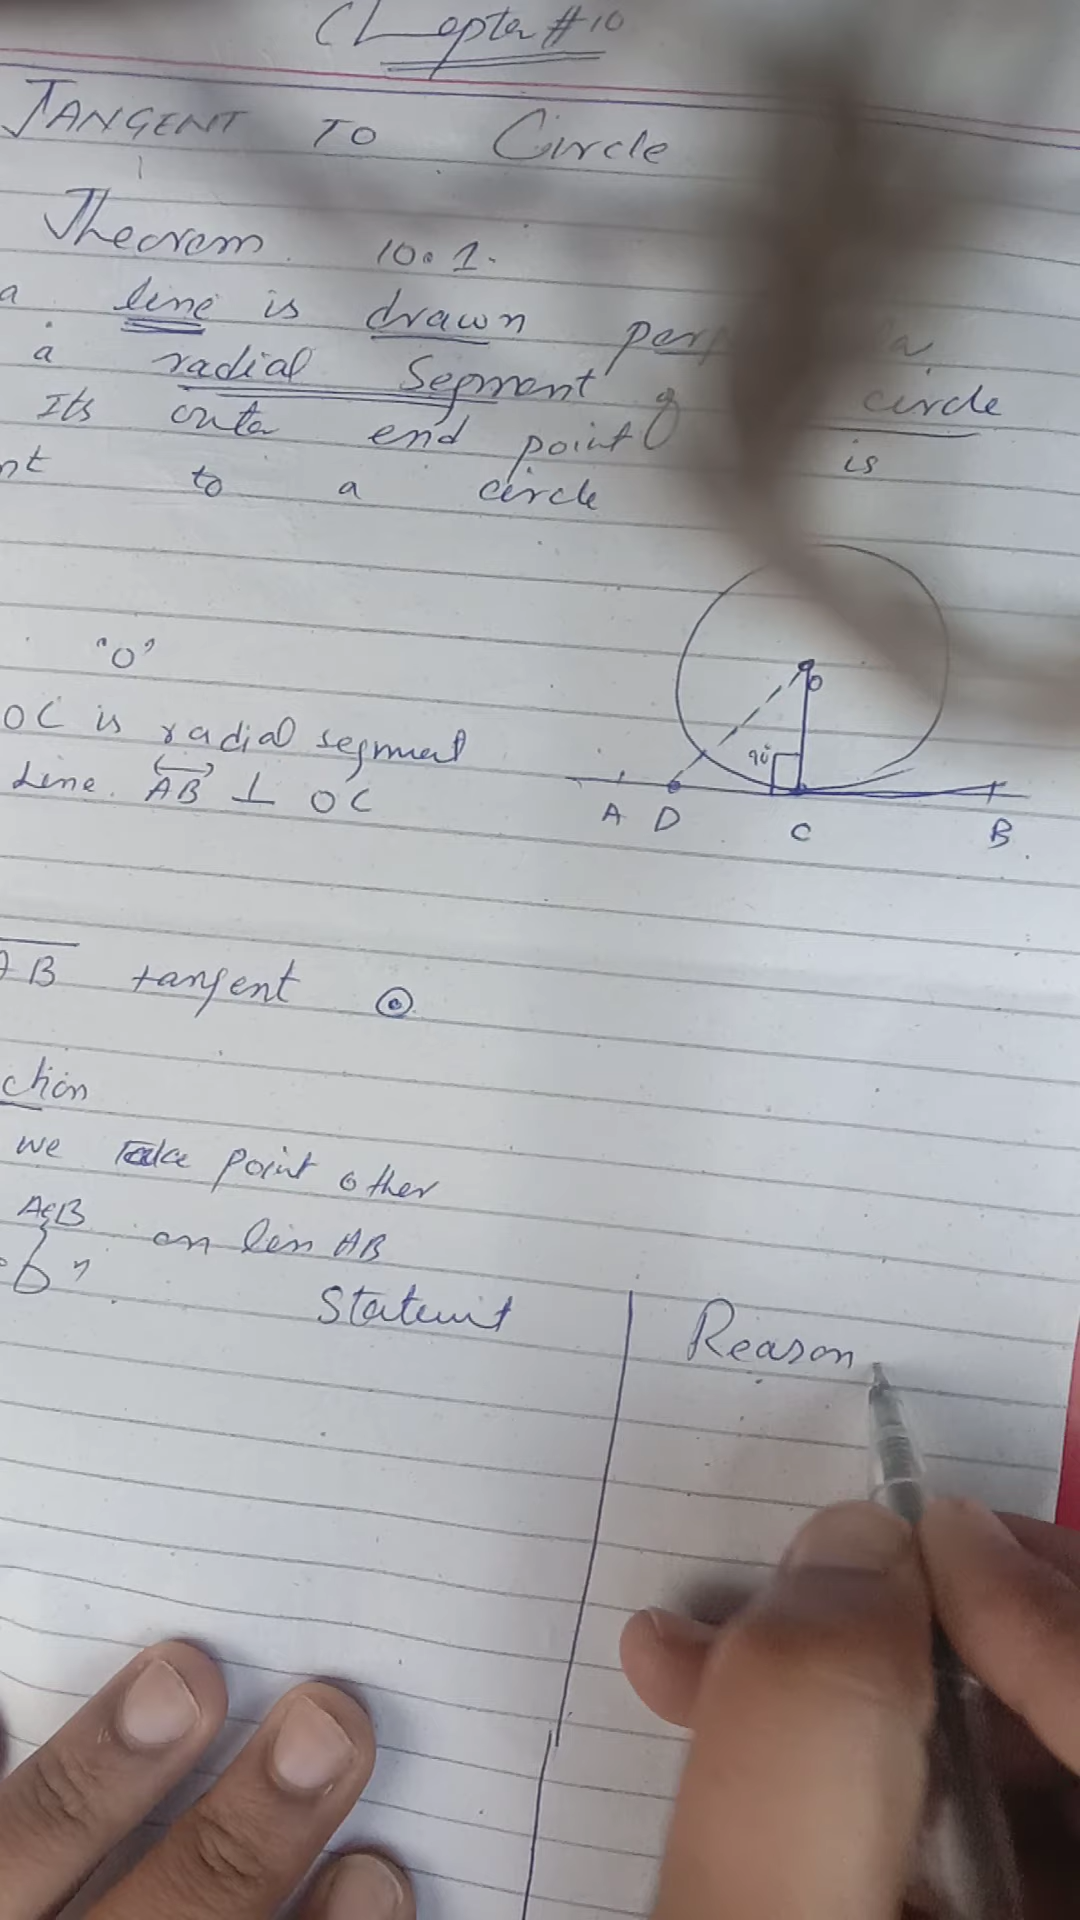 Chapter #10
TANGENT TO Circle
Theorem 10.1.
a line is drawn
a radial Segment of circle
Its outer end point is
nt to a circle
"O"
OC is radial segment
Line. AB ⊥ OC
O
90°
A D C B
AB tangent ⊙
ction
we Take point other
A&B on lin AB
Statement
Reason